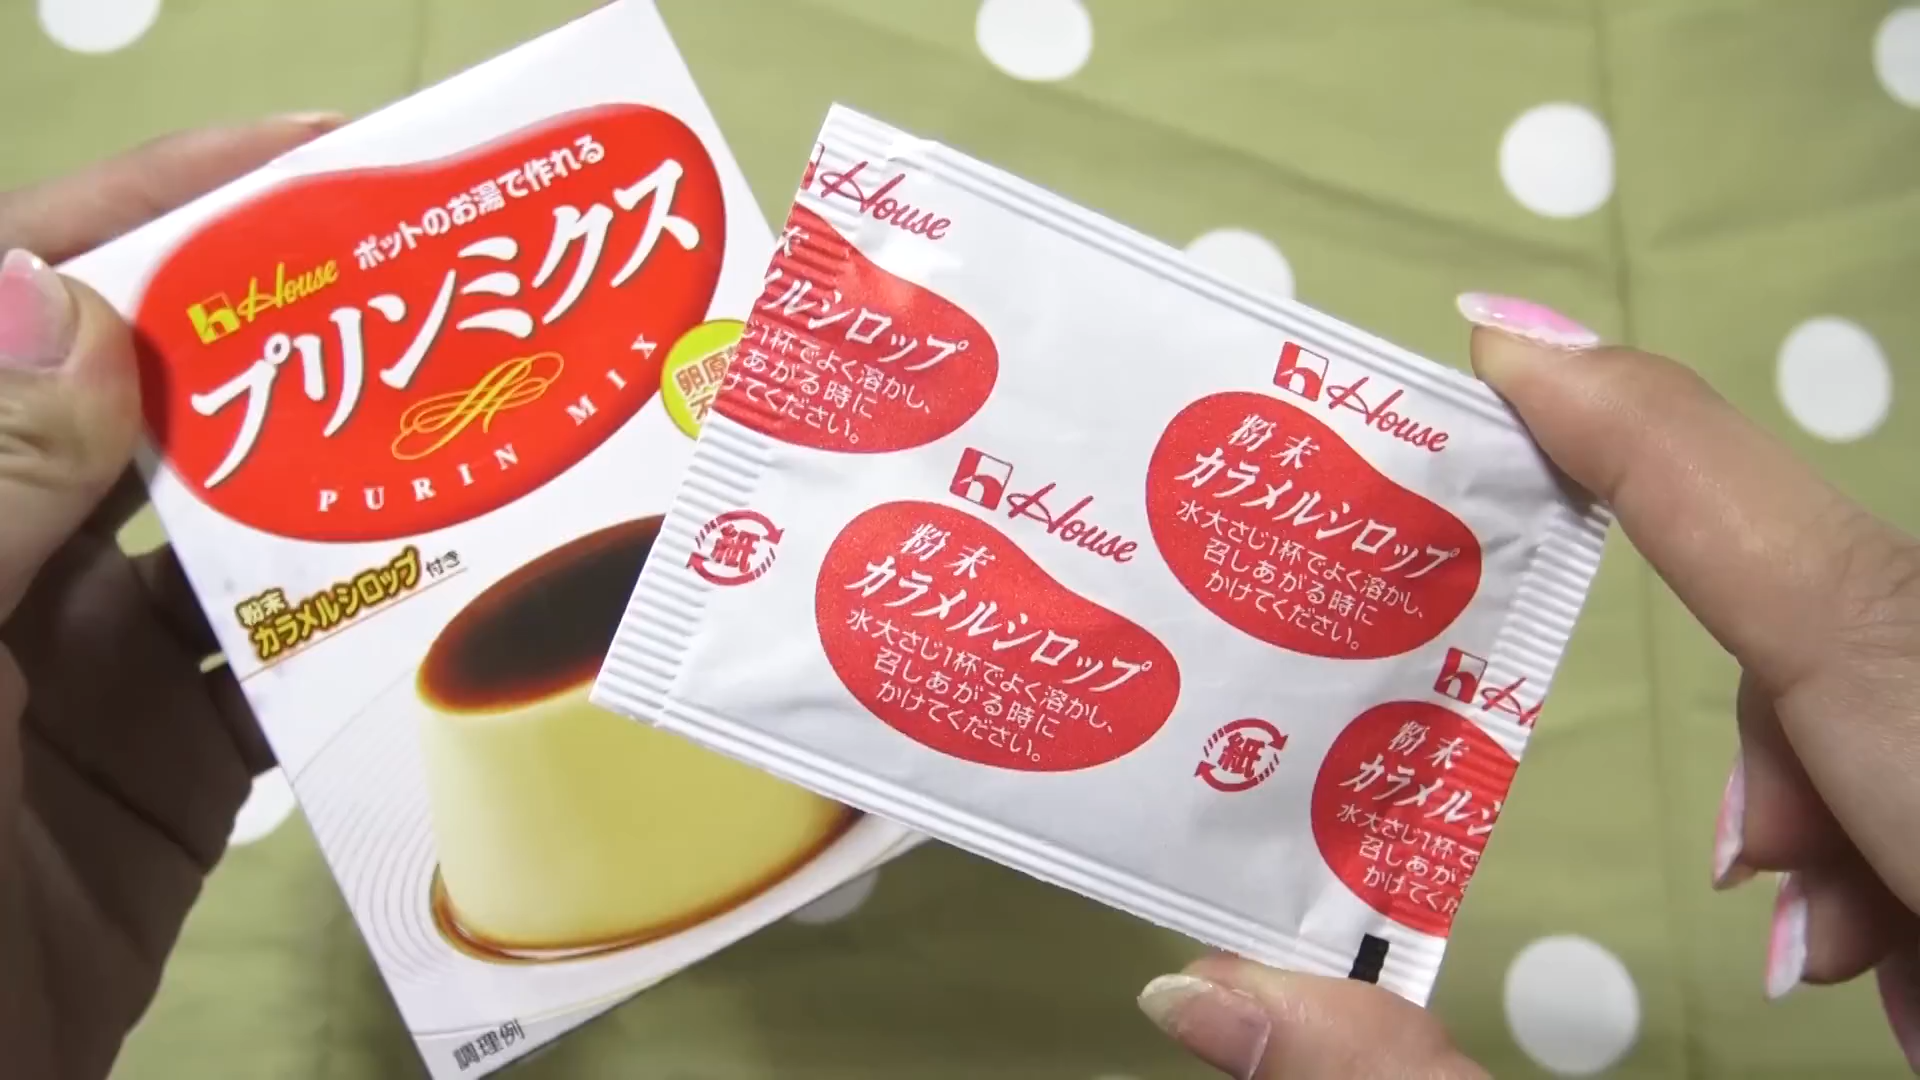 ポットのお湯で作れる
House
プリンミクス
PURIN MIX
卵原
粉末
カラメルシロップ付き
調理例
House
末
ルシロップ
1杯でよく溶かし、
あがる時に
けてください。
紙
House
粉末
カラメルシロップ
水大さじ1杯でよく溶かし、
召しあがる時に
かけてください。
House
粉末
カラメルシロップ
水大さじ1杯でよく溶かし、
召しあがる時に
かけてください。
紙
H
粉末
カラメルシ
水大さじ1杯で
召しあが
かけてくだ